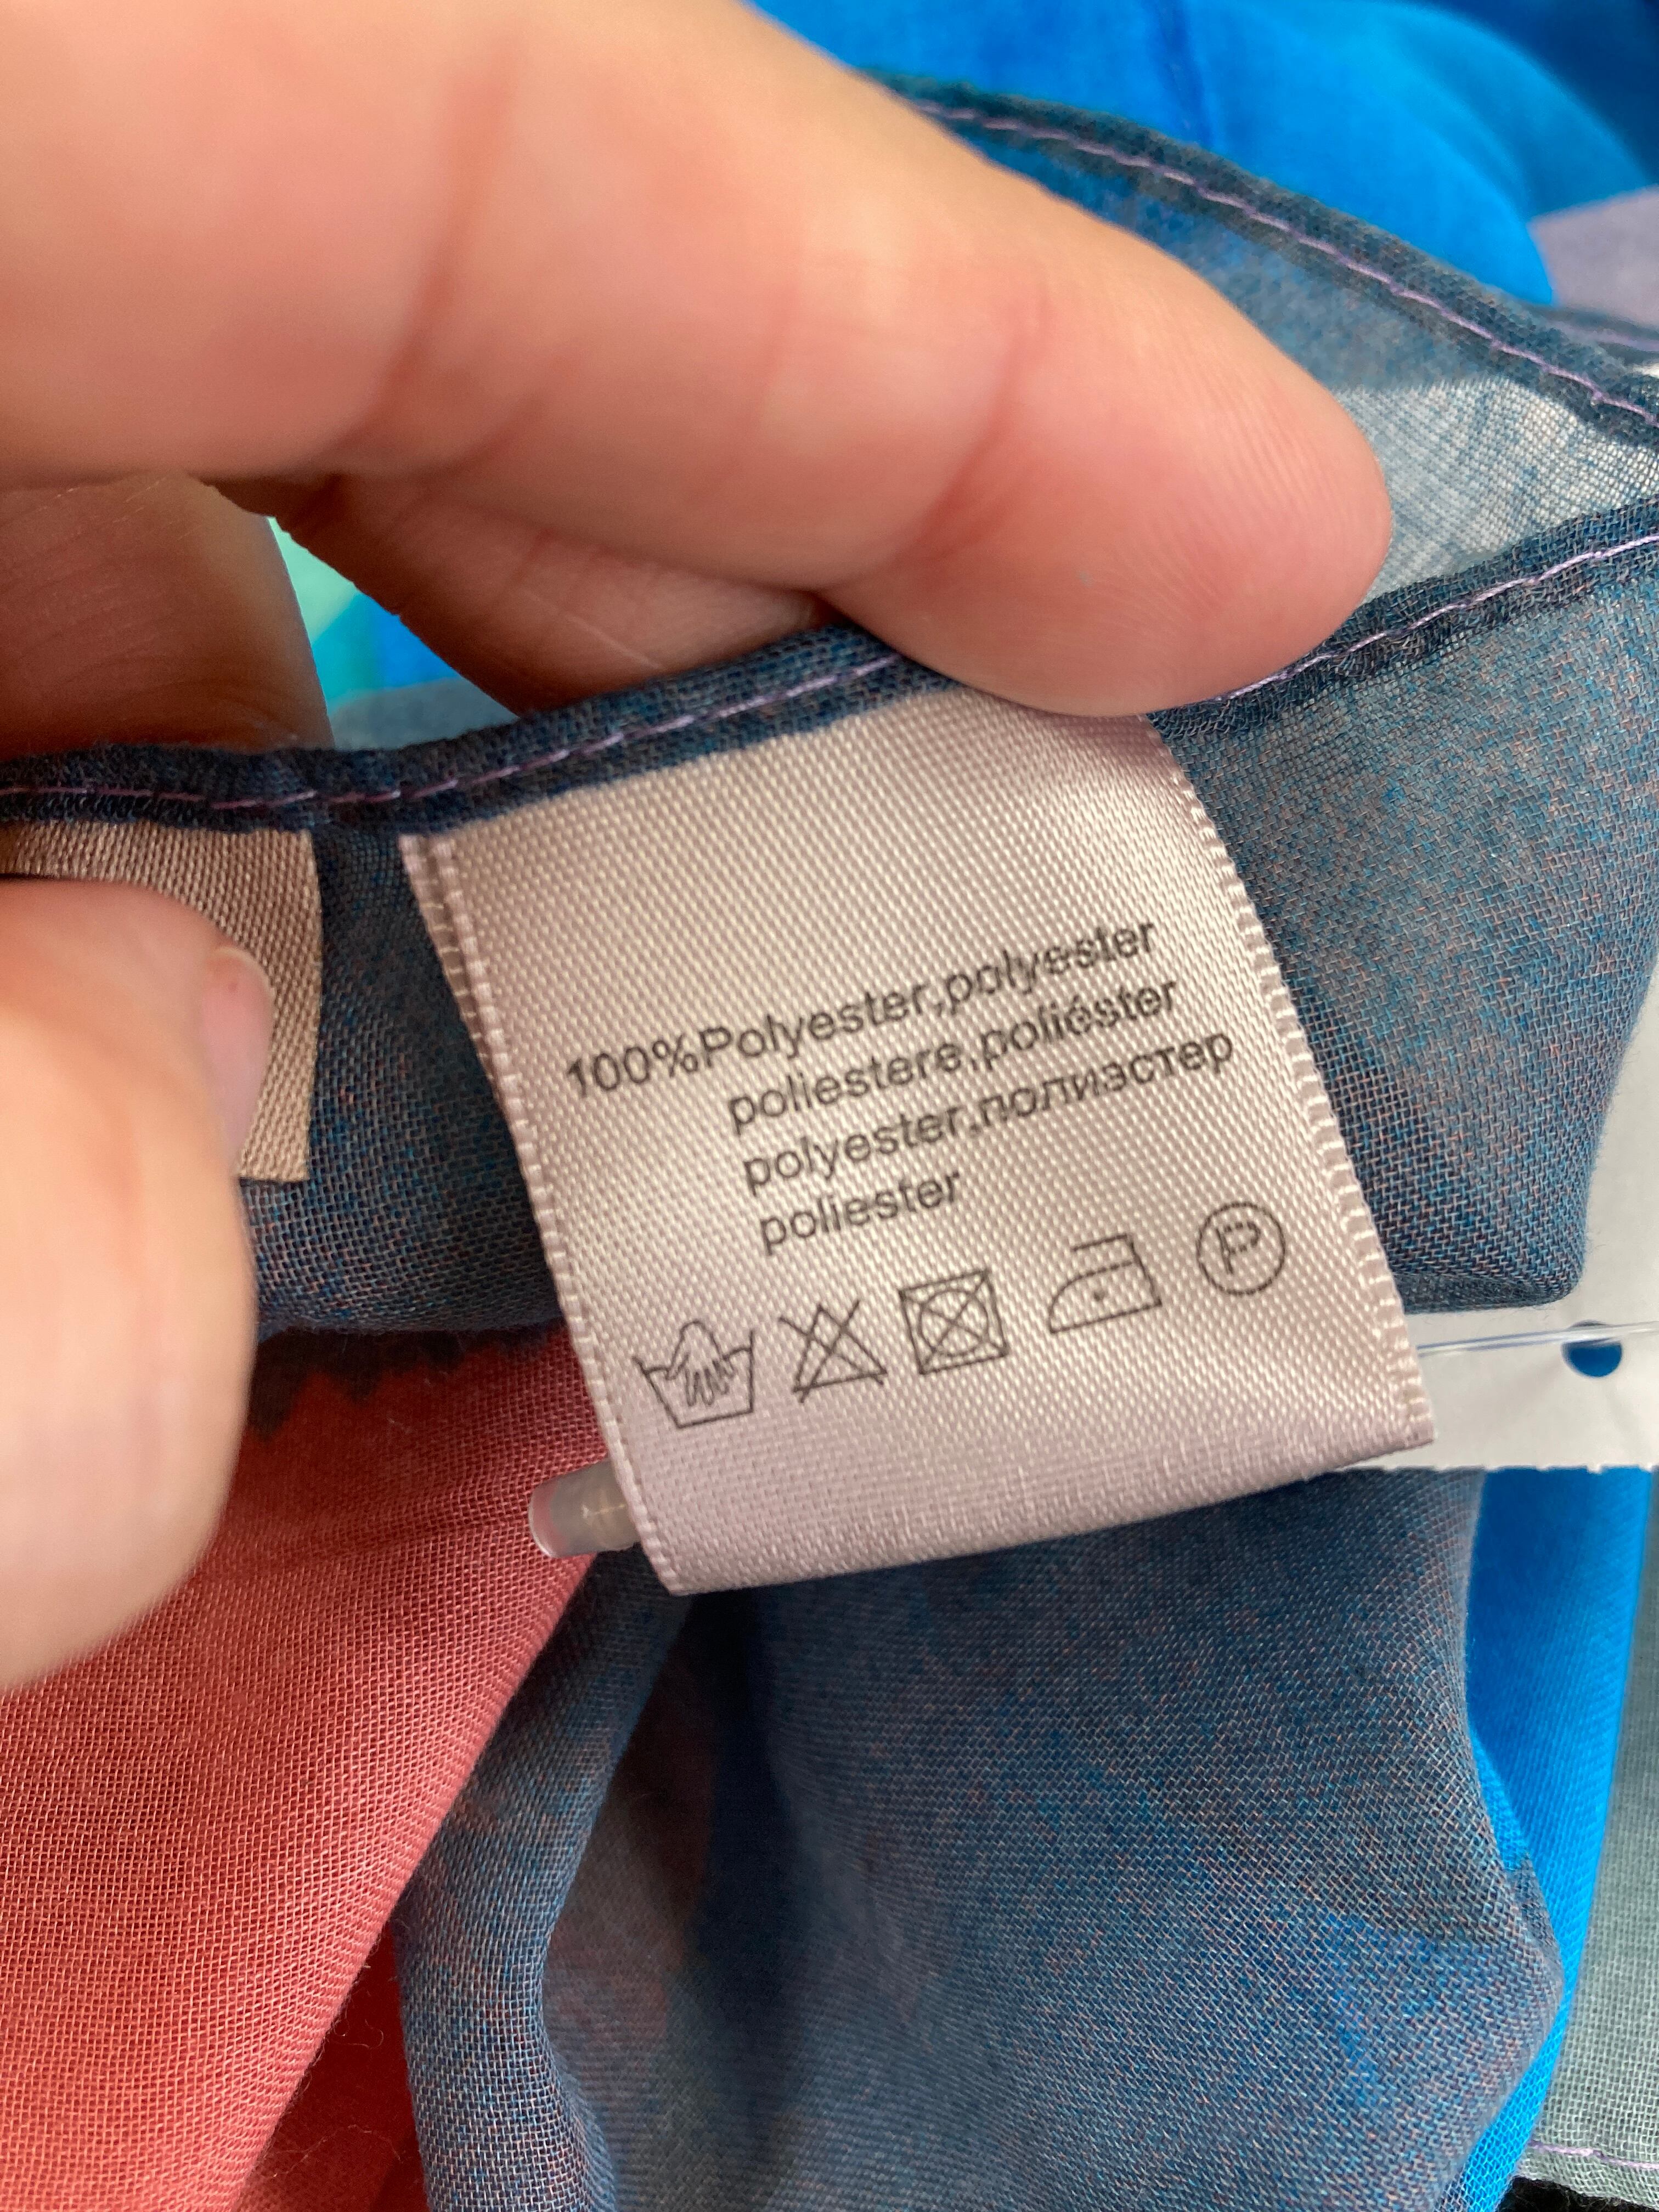 100%Polyester,polyester
poliestere,poliéster
polyester,полиэстер
poliester
P